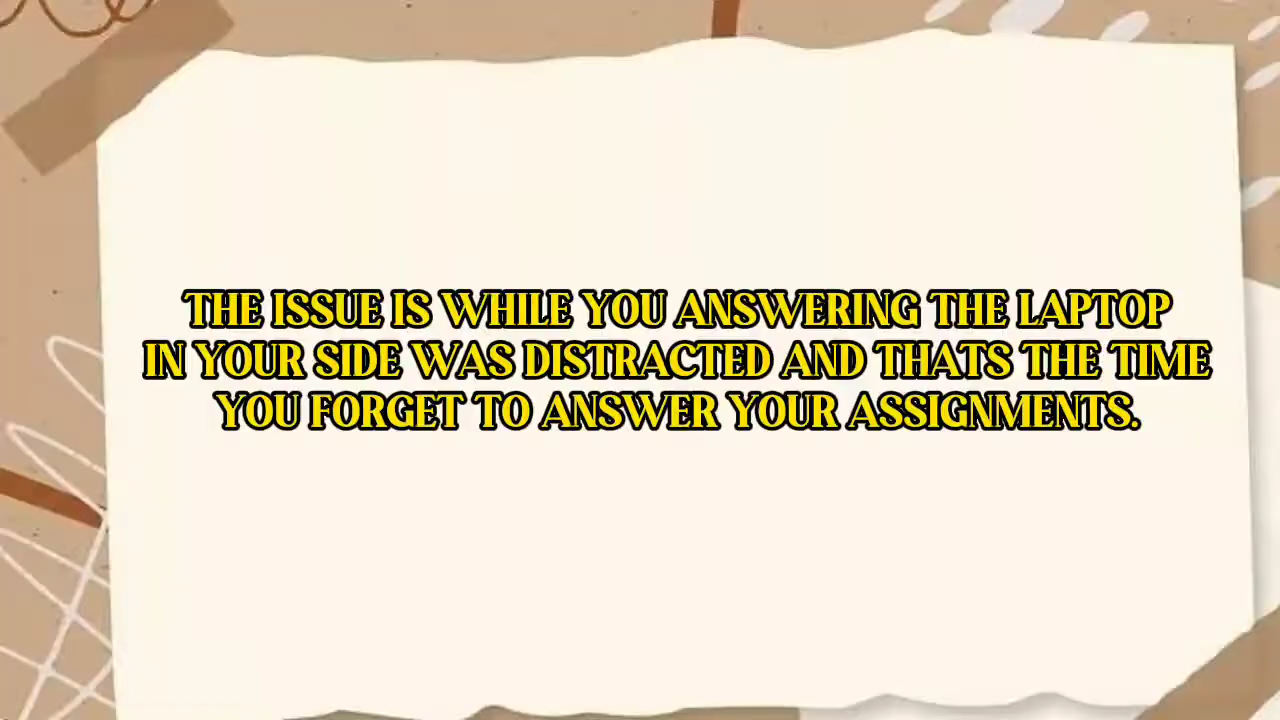 THE ISSUE IS WHILE YOU ANSWERING THE LAPTOP
IN YOUR SIDE WAS DISTRACTED AND THATS THE TIME
YOU FORGET TO ANSWER YOUR ASSIGNMENTS.